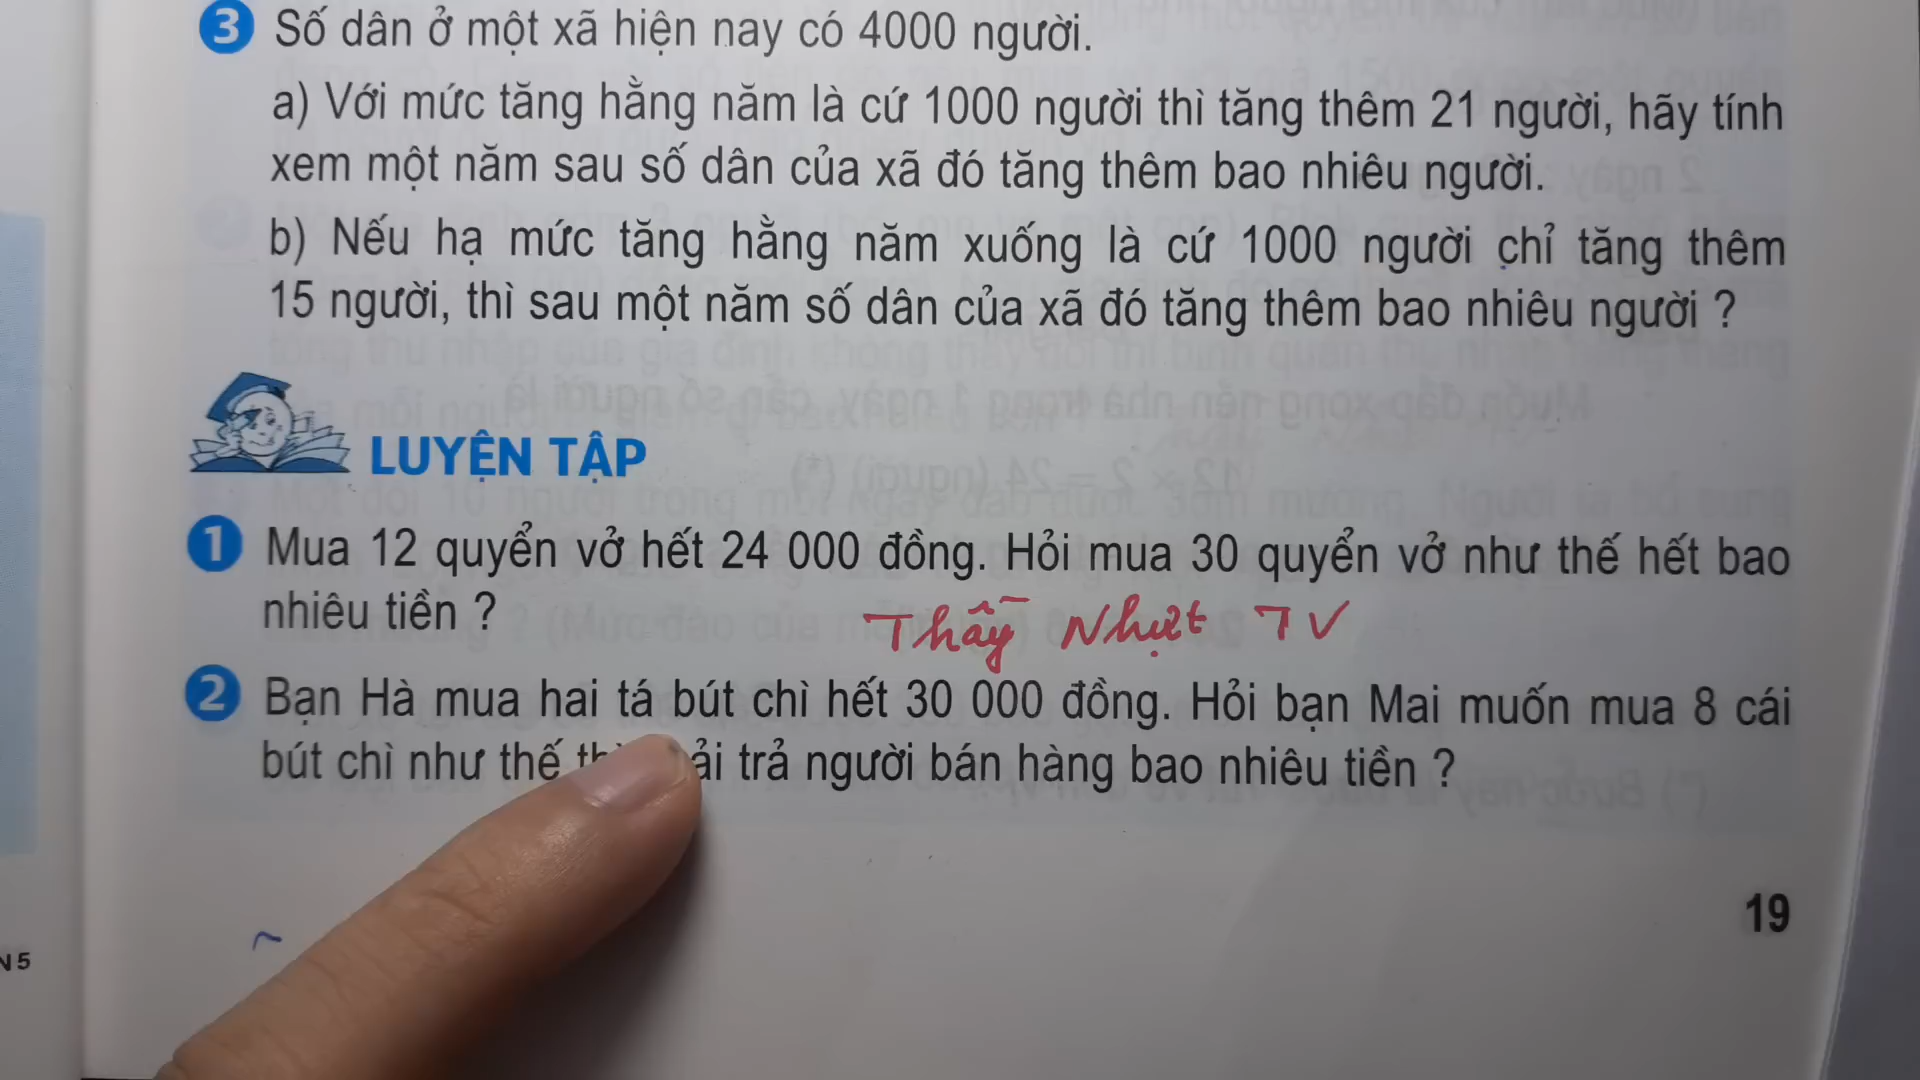 3 Số dân ở một xã hiện nay có 4000 người.
a) Với mức tăng hằng năm là cứ 1000 người thì tăng thêm 21 người, hãy tính
xem một năm sau số dân của xã đó tăng thêm bao nhiêu người.
b) Nếu hạ mức tăng hằng năm xuống là cứ 1000 người chỉ tăng thêm
15 người, thì sau một năm số dân của xã đó tăng thêm bao nhiêu người ?
LUYỆN TẬP
1 Mua 12 quyển vở hết 24 000 đồng. Hỏi mua 30 quyển vở như thế hết bao
nhiêu tiền ?
Thầy Nhựt TV
2 Bạn Hà mua hai tá bút chì hết 30 000 đồng. Hỏi bạn Mai muốn mua 8 cái
bút chì như thế trả người bán hàng bao nhiêu tiền ?
19
N5